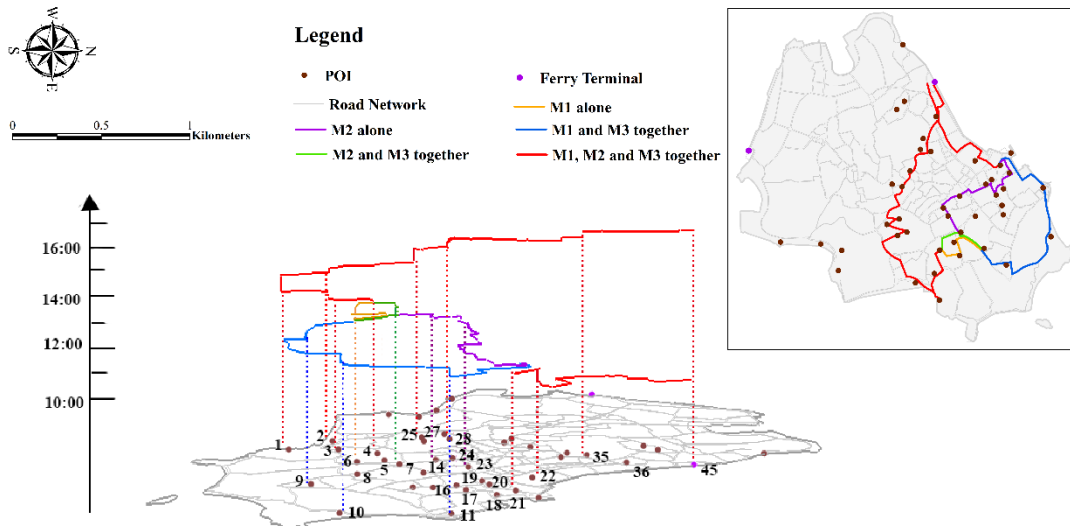 W
S
N
E
0
0.5
1
Kilometers
Legend
POI
Ferry Terminal
Road Network
M1 alone
M2 alone
M1 and M3 together
M2 and M3 together
M1, M2 and M3 together
16:00
14:00
12:00
10:00
1
2
3
4
5
6
7
8
9
10
11
14
16
17
18
19
20
21
22
23
24
25
27
28
35
36
45